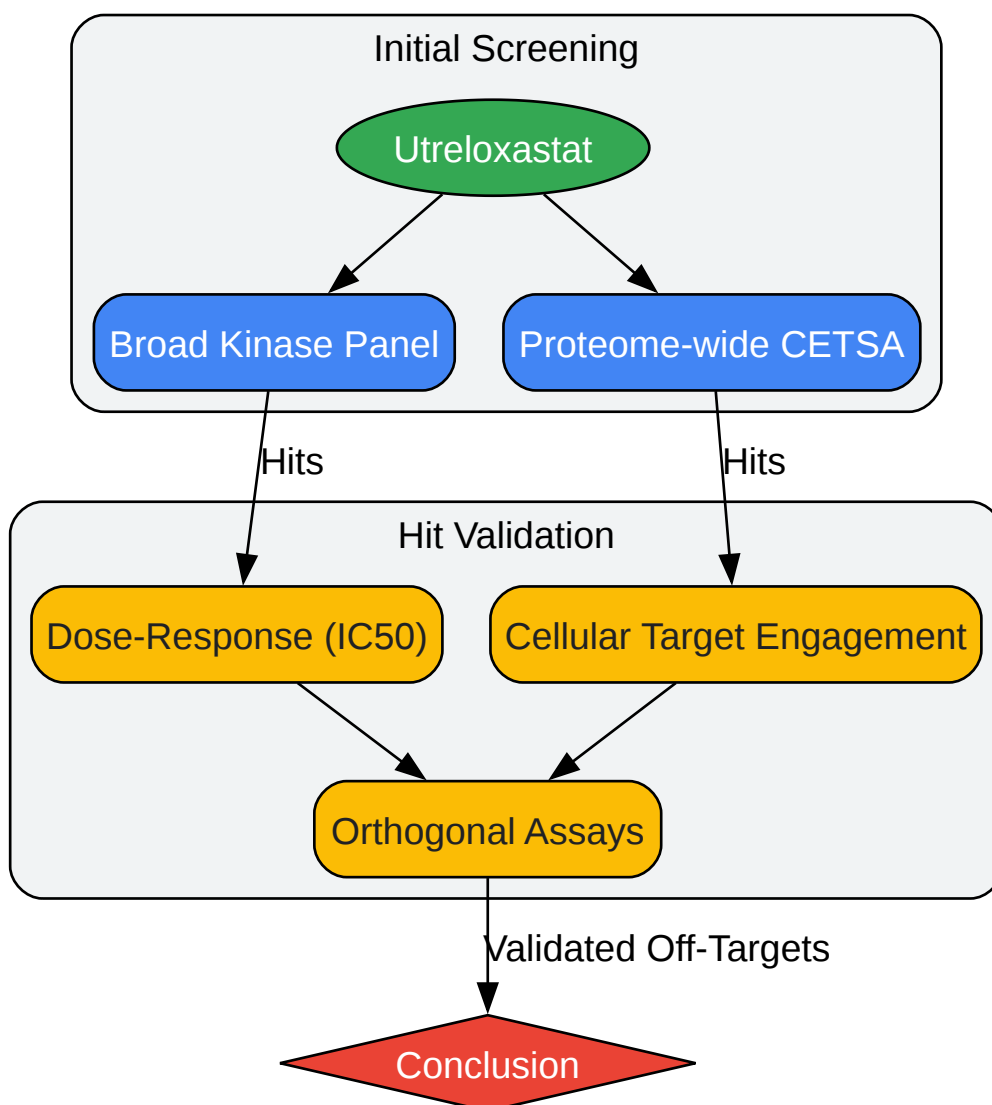 Initial Screening
Utreloxastat
Broad Kinase Panel
Proteome-wide CETSA
Hits
Hits
Hit Validation
Dose-Response (IC50)
Cellular Target Engagement
Orthogonal Assays
Validated Off-Targets
Conclusion